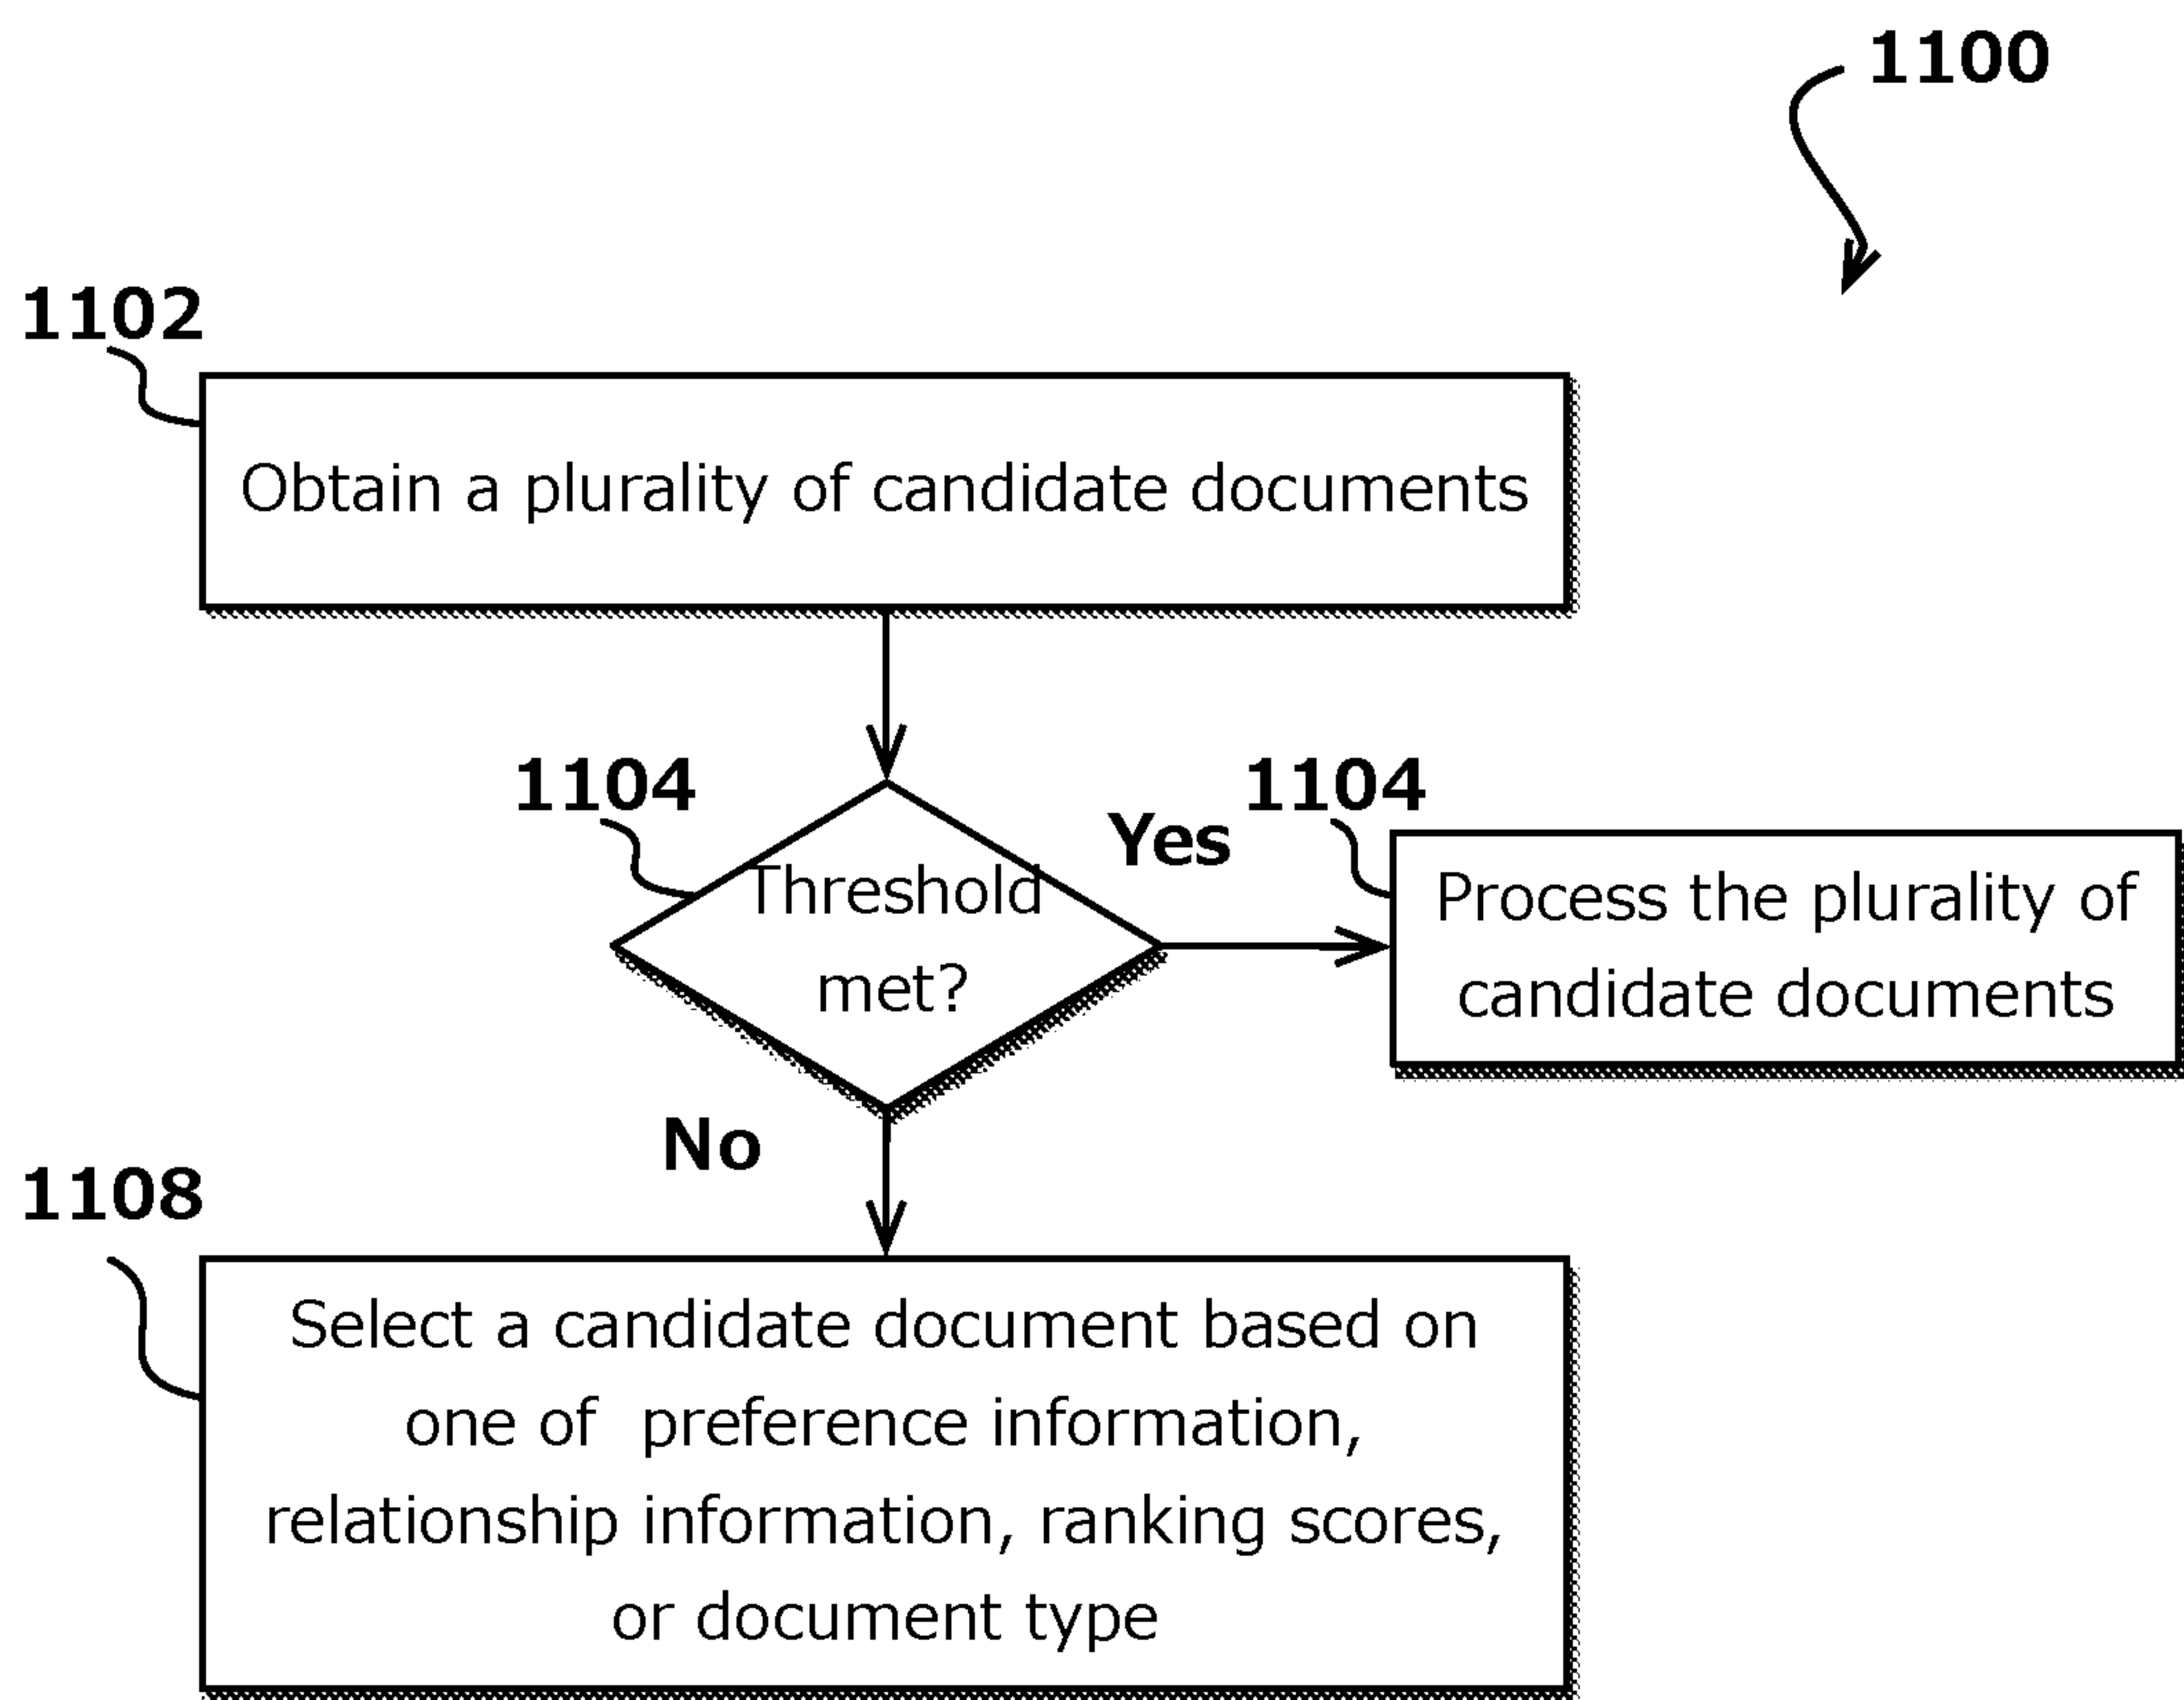 1100
1102
Obtain a plurality of candidate documents
1104
Threshold
met?
Yes
1104
Process the plurality of
candidate documents
No
1108
Select a candidate document based on
one of preference information,
relationship information, ranking scores,
or document type